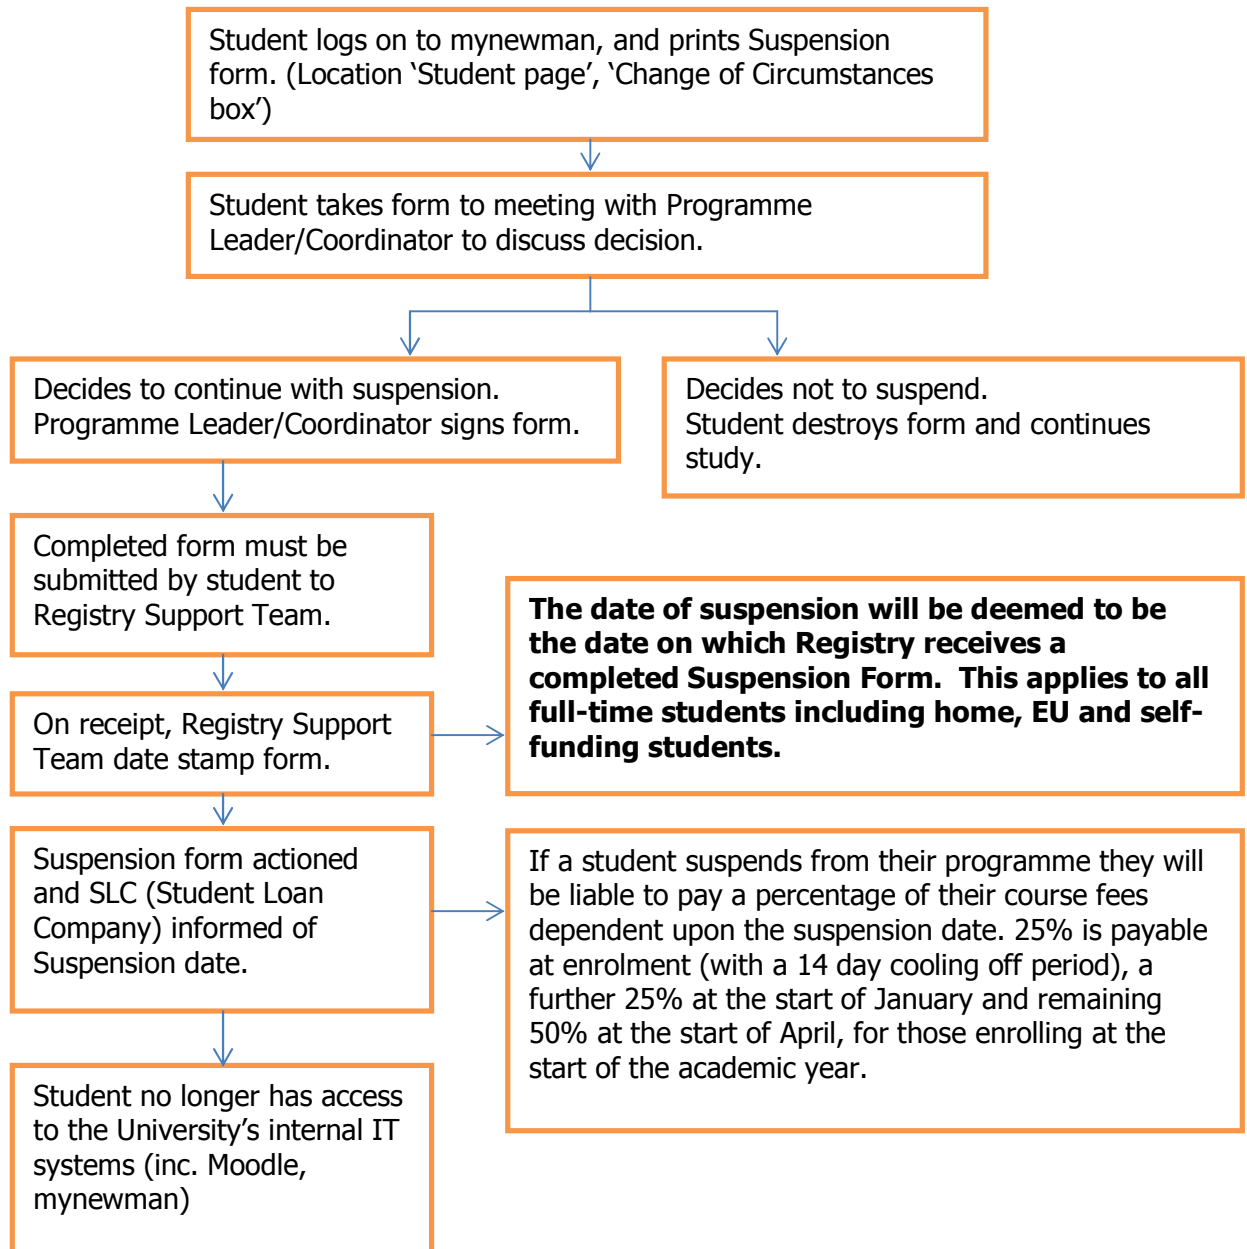 Student logs on to mynewman, and prints Suspension
form. (Location ‘Student page’, ‘Change of Circumstances
box’)
Student takes form to meeting with Programme
Leader/Coordinator to discuss decision.
Decides to continue with suspension.
Programme Leader/Coordinator signs form.
Decides not to suspend.
Student destroys form and continues
study.
Completed form must be
submitted by student to
Registry Support Team.
The date of suspension will be deemed to be
the date on which Registry receives a
completed Suspension Form.  This applies to all
full-time students including home, EU and self-
funding students.
On receipt, Registry Support
Team date stamp form.
Suspension form actioned
and SLC (Student Loan
Company) informed of
Suspension date.
If a student suspends from their programme they will
be liable to pay a percentage of their course fees
dependent upon the suspension date. 25% is payable
at enrolment (with a 14 day cooling off period), a
further 25% at the start of January and remaining
50% at the start of April, for those enrolling at the
start of the academic year.
Student no longer has access
to the University’s internal IT
systems (inc. Moodle,
mynewman)